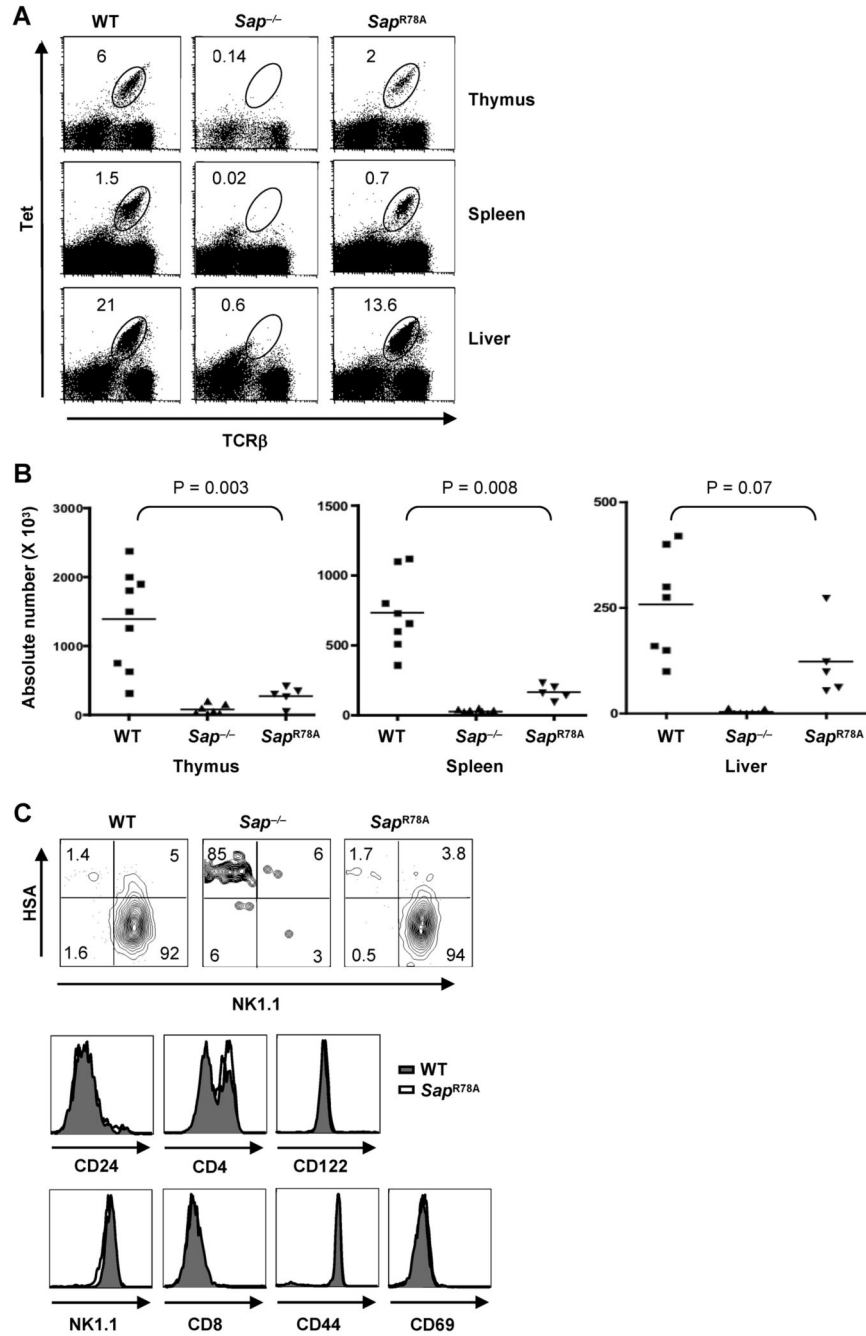 A
WT Sap–/– SapR78A
6 0.14 2
Thymus
1.5 0.02 0.7
Spleen
21 0.6 13.6
Liver
Tet
TCRβ
B
P = 0.003 P = 0.008 P = 0.07
Absolute number (X 10³)
3000 2000 1000 0
1500 1000 500 0
500 250 0
WT Sap–/– SapR78A
WT Sap–/– SapR78A
WT Sap–/– SapR78A
Thymus Spleen Liver
C
WT Sap–/– SapR78A
1.4 5 85 6 1.7 3.8
HSA
1.6 92 6 3 0.5 94
NK1.1
WT
SapR78A
CD24 CD4 CD122
NK1.1 CD8 CD44 CD69